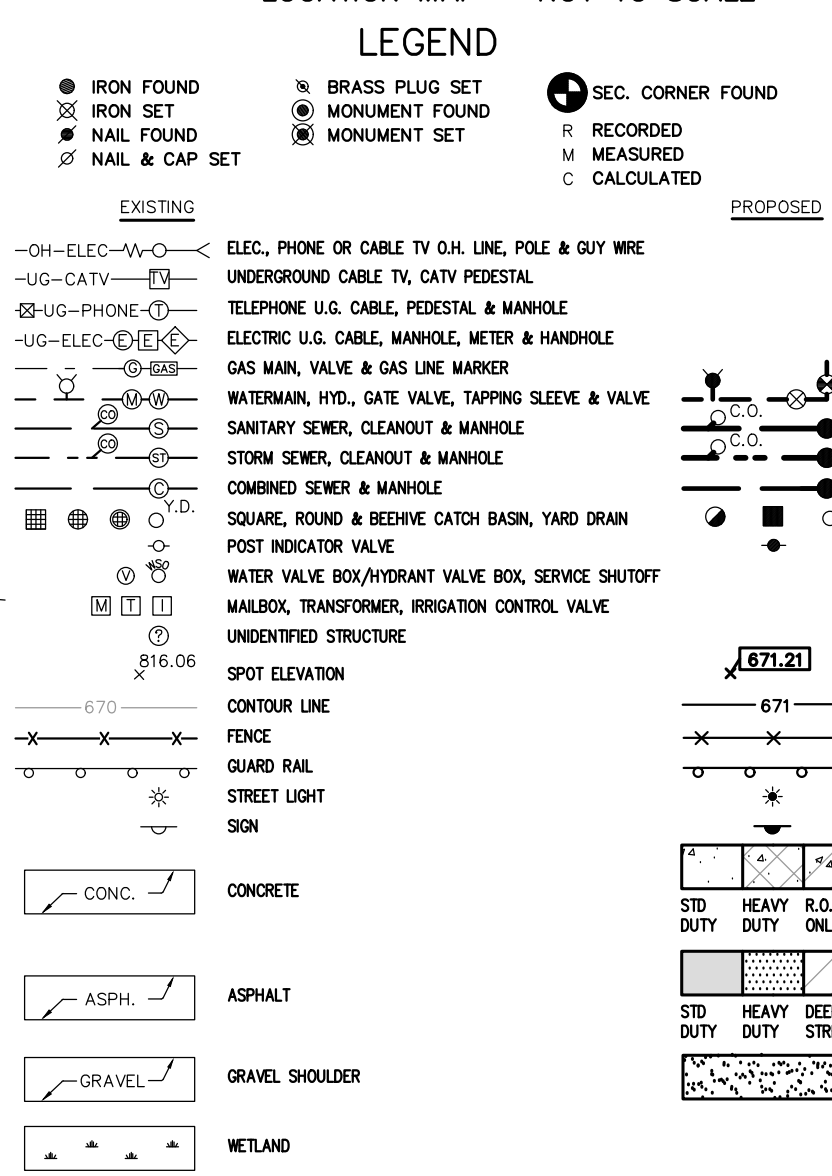 LEGEND
IRON FOUND
IRON SET
NAIL FOUND
NAIL & CAP SET
BRASS PLUG SET
MONUMENT FOUND
MONUMENT SET
SEC. CORNER FOUND
R RECORDED
M MEASURED
C CALCULATED
EXISTING PROPOSED
OH-ELEC ELEC., PHONE OR CABLE TV O.H. LINE, POLE & GUY WIRE
UG-CATV TV UNDERGROUND CABLE TV, CATV PEDESTAL
UG-PHONE T TELEPHONE U.G. CABLE, PEDESTAL & MANHOLE
UG-ELEC E E E ELECTRIC U.G. CABLE, MANHOLE, METER & HANDHOLE
G GAS GAS MAIN, VALVE & GAS LINE MARKER
M W WATERMAIN, HYD., GATE VALVE, TAPPING SLEEVE & VALVE
CO S SANITARY SEWER, CLEANOUT & MANHOLE C.O.
CO ST STORM SEWER, CLEANOUT & MANHOLE C.O.
C COMBINED SEWER & MANHOLE
Y.D. SQUARE, ROUND & BEEHIVE CATCH BASIN, YARD DRAIN
POST INDICATOR VALVE
V WSO WATER VALVE BOX/HYDRANT VALVE BOX, SERVICE SHUTOFF
M T I MAILBOX, TRANSFORMER, IRRIGATION CONTROL VALVE
? UNIDENTIFIED STRUCTURE
816.06 SPOT ELEVATION 671.21
670 CONTOUR LINE 671
FENCE
GUARD RAIL
STREET LIGHT
SIGN
CONC. CONCRETE
STD DUTY
HEAVY DUTY
R.O.
ASPH. ASPHALT
STD DUTY
HEAVY DUTY
GRAVEL GRAVEL SHOULDER
WETLAND